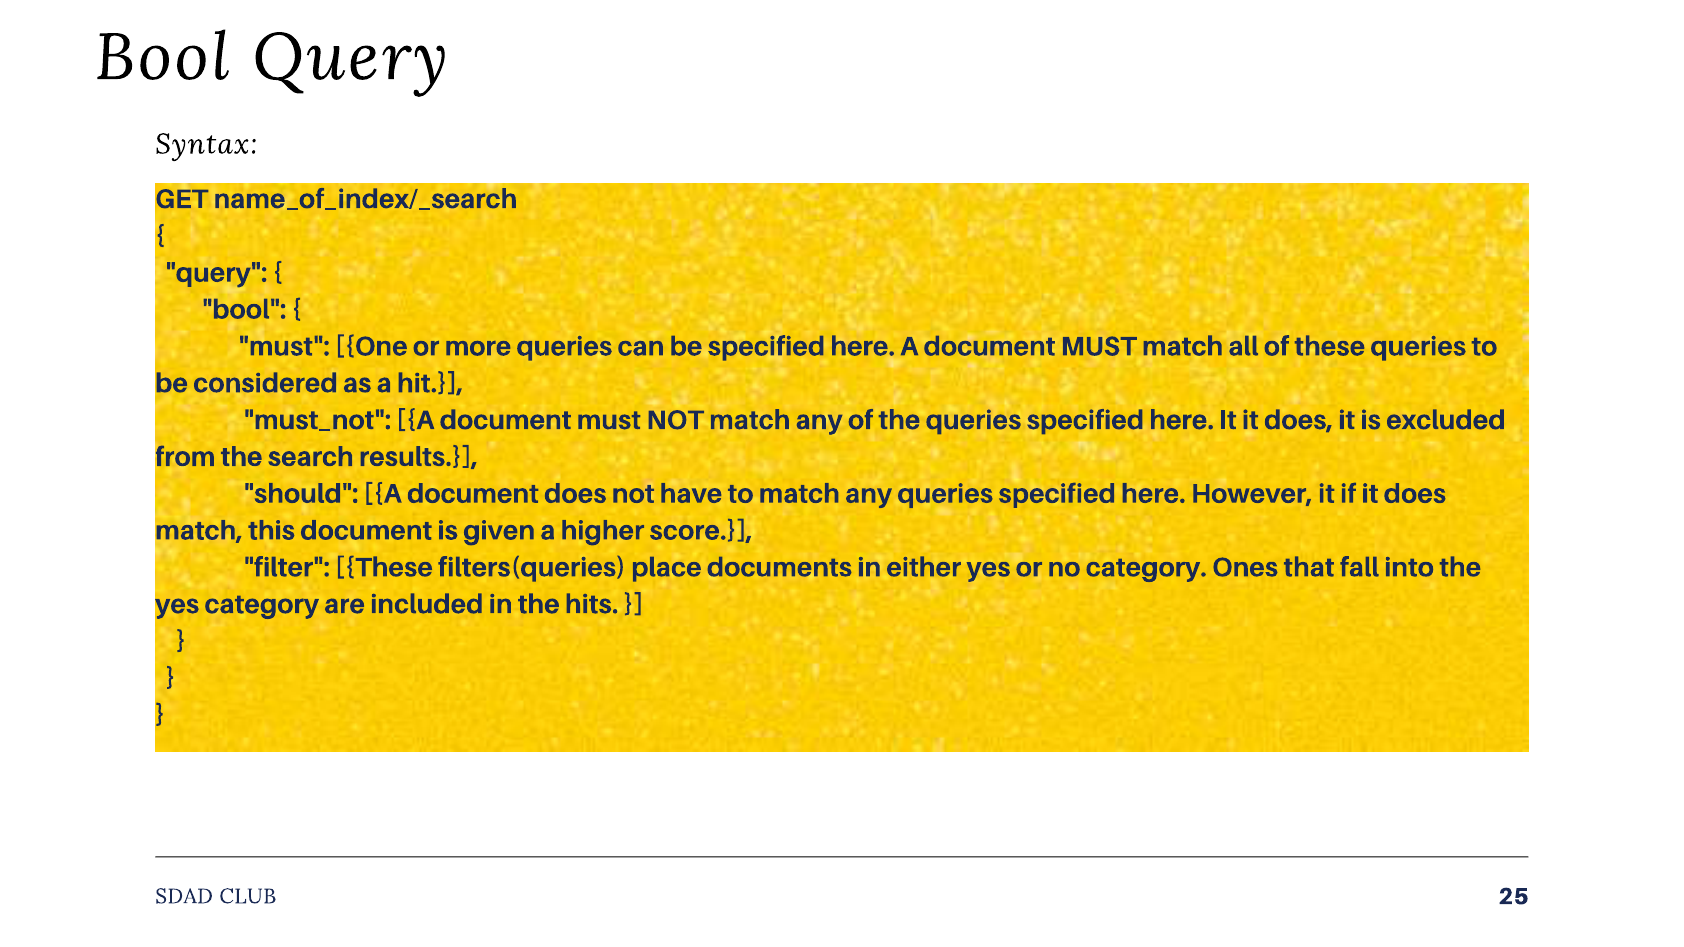 Bool Query
Syntax:
GET name_of_index/_search
{
"query": {
"bool": {
"must": [{One or more queries can be specified here. A document MUST match all of these queries to
be considered as a hit.}],
"must_not": [{A document must NOT match any of the queries specified here. It it does, it is excluded
from the search results.}],
"should": [{A document does not have to match any queries specified here. However, it if it does
match, this document is given a higher score.}],
"filter": [{These filters(queries) place documents in either yes or no category. Ones that fall into the
yes category are included in the hits. }]
}
}
}
SDAD CLUB
25